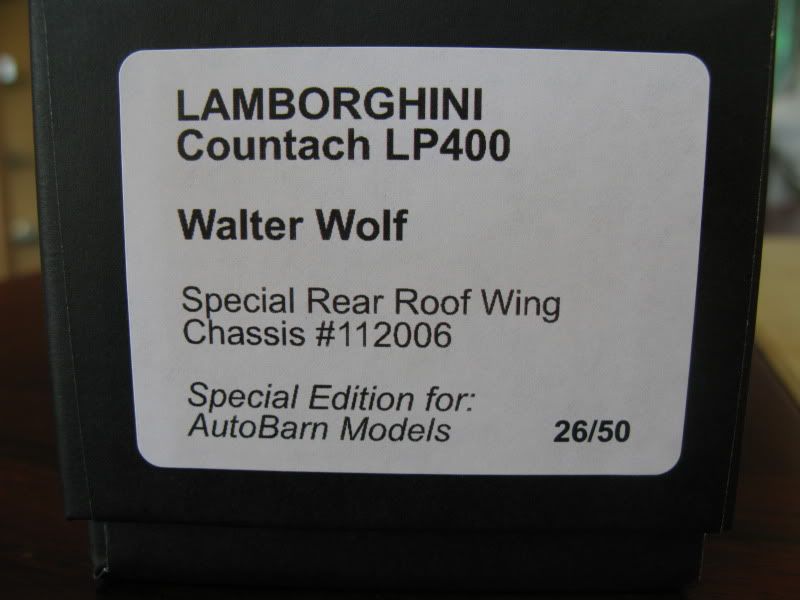 LAMBORGHINI
Countach LP400
Walter Wolf
Special Rear Roof Wing
Chassis #112006
Special Edition for:
AutoBarn Models 26/50